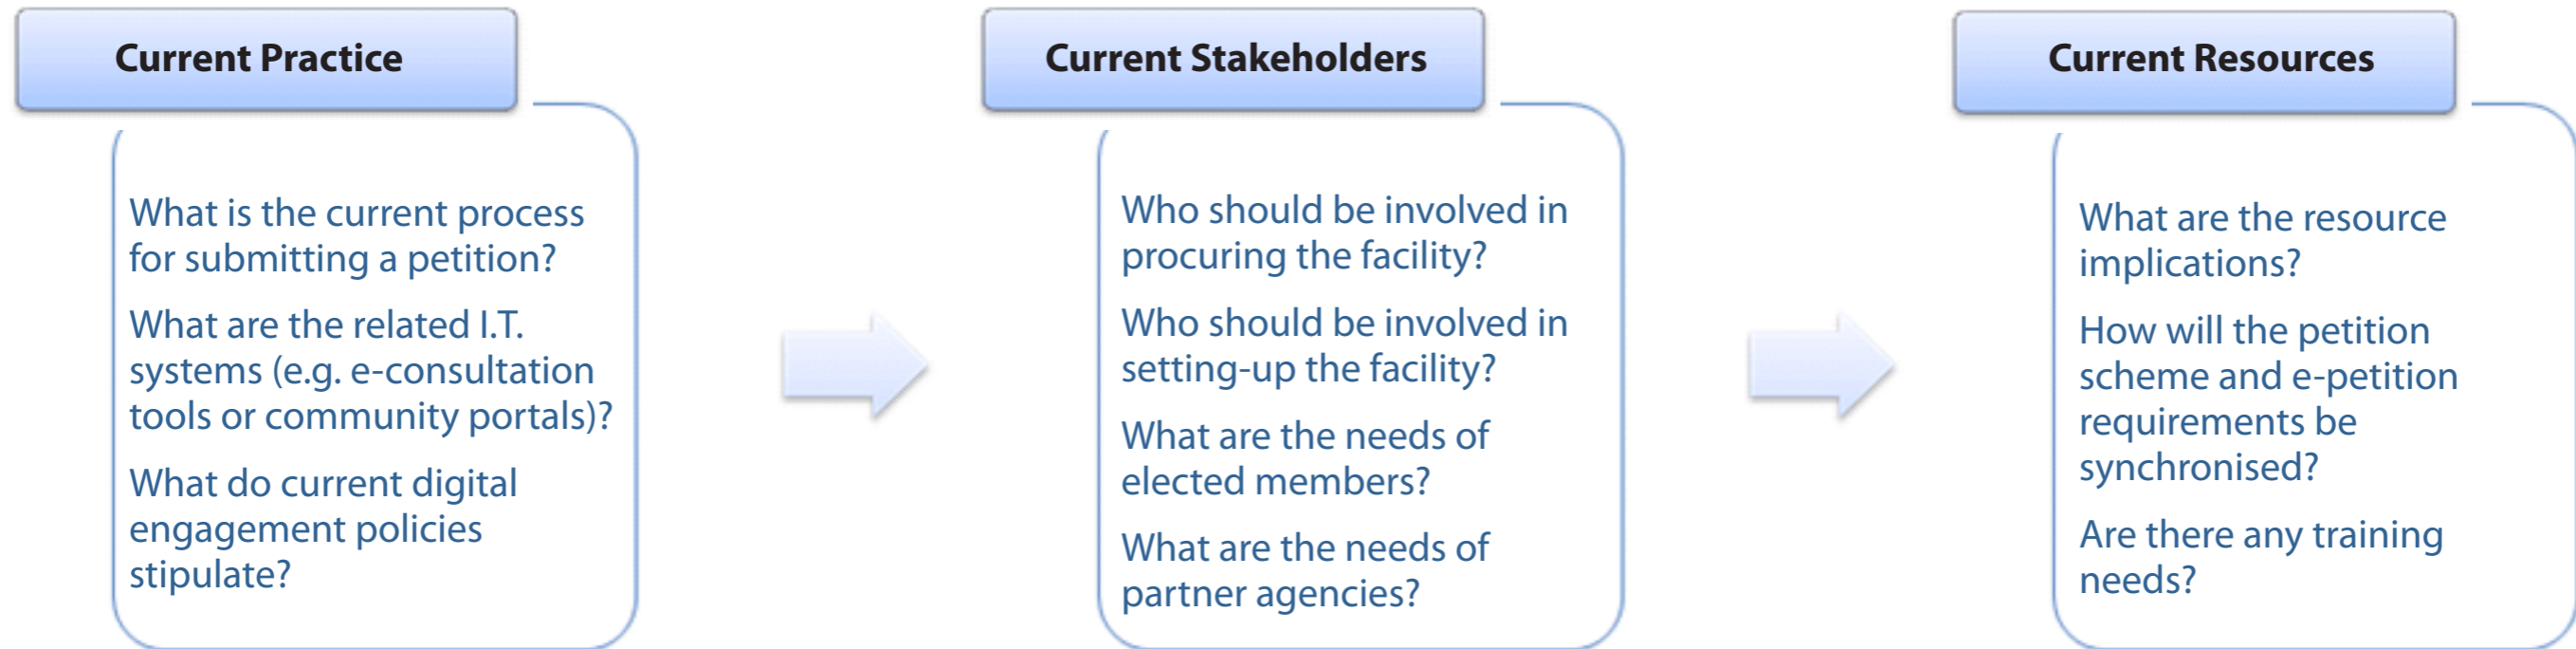 Current Practice
What is the current process
for submitting a petition?
What are the related I.T.
systems (e.g. e-consultation
tools or community portals)?
What do current digital
engagement policies
stipulate?
Current Stakeholders
Who should be involved in
procuring the facility?
Who should be involved in
setting-up the facility?
What are the needs of
elected members?
What are the needs of
partner agencies?
Current Resources
What are the resource
implications?
How will the petition
scheme and e-petition
requirements be
synchronised?
Are there any training
needs?